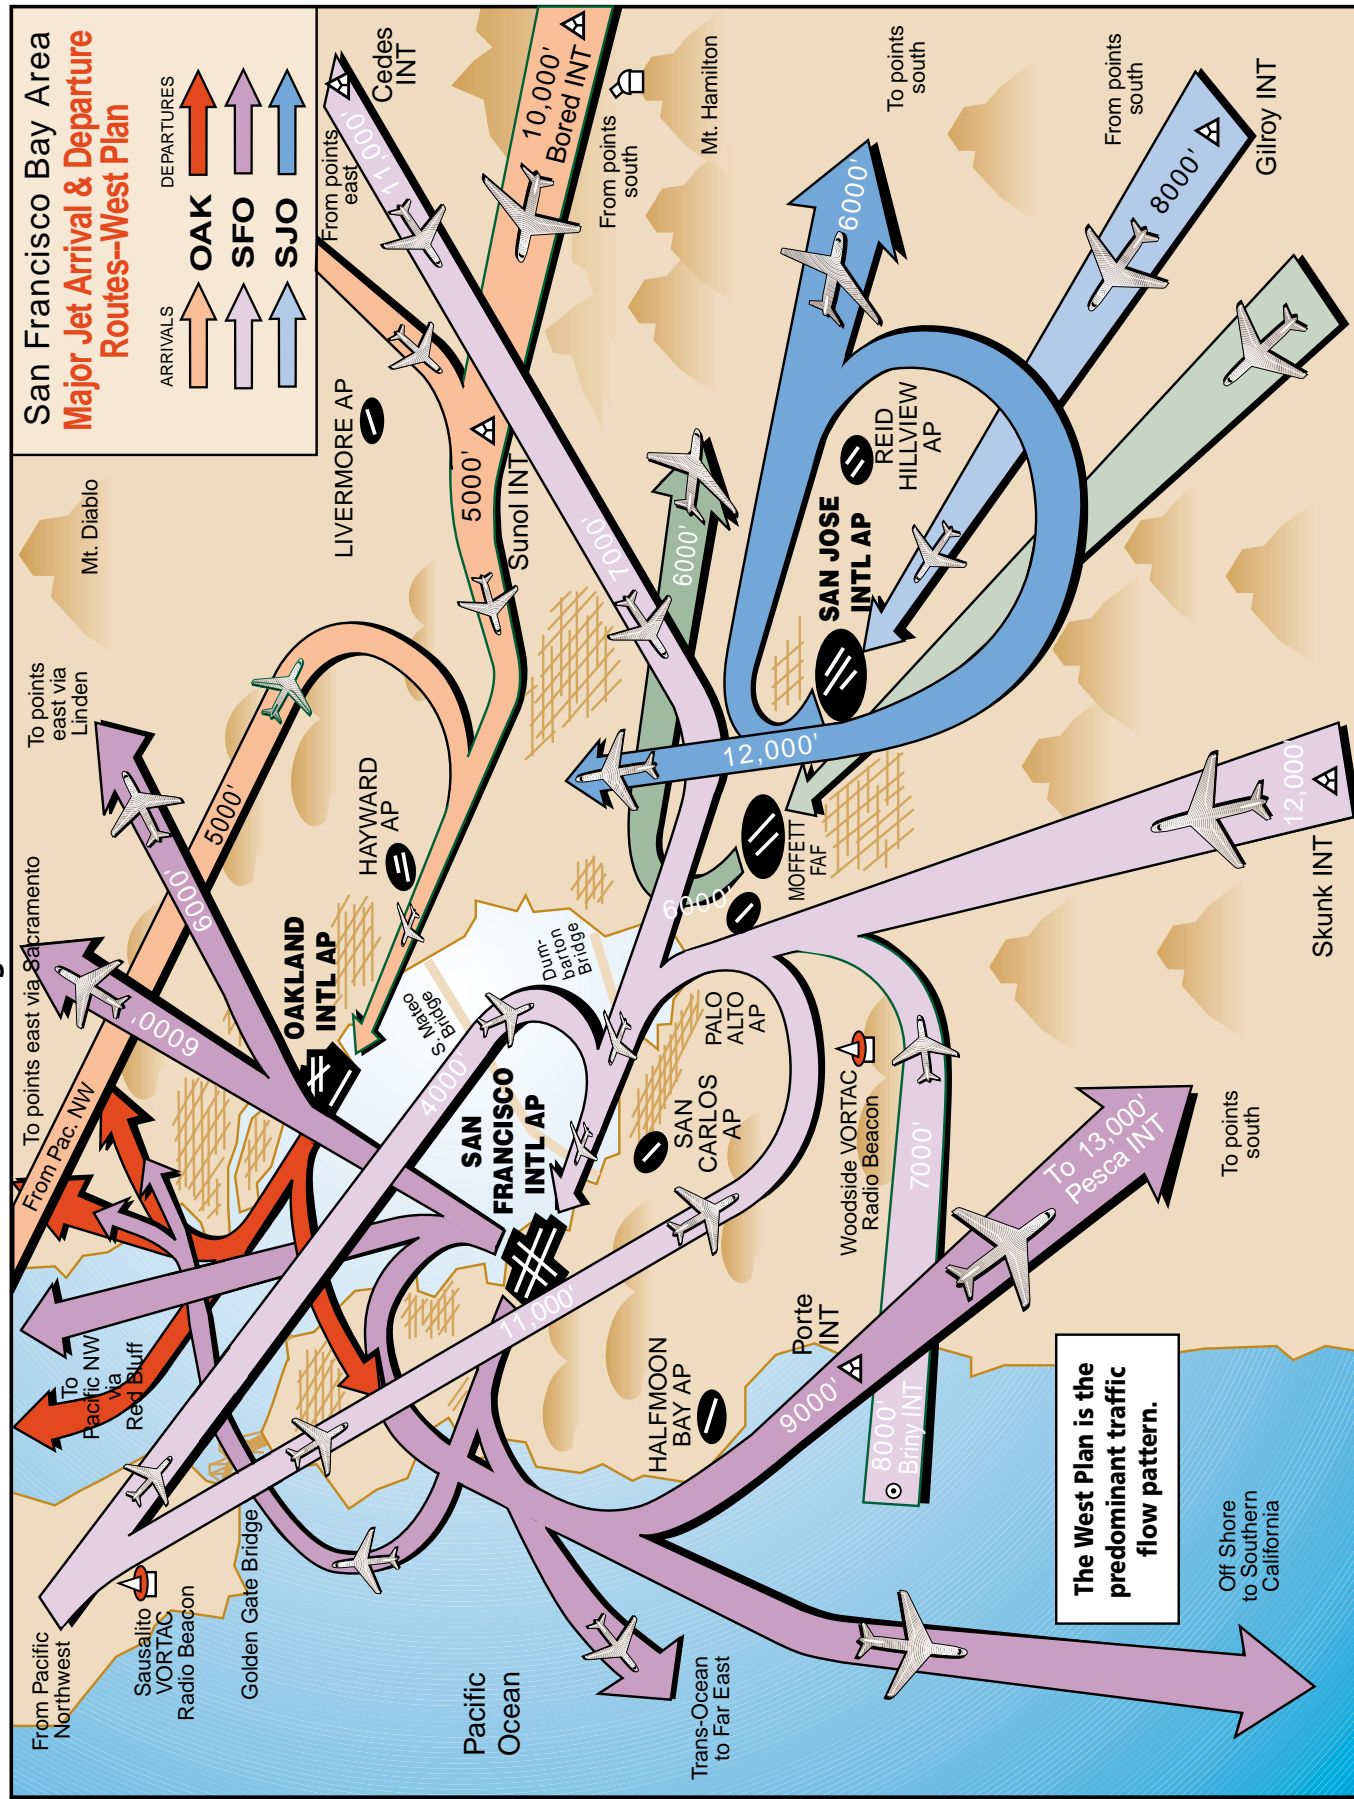 San Francisco Bay Area
Major Jet Arrival & Departure
Routes--West Plan
ARRIVALS
DEPARTURES
OAK
SFO
SJO
To points east via Sacramento
To points
east via
Linden
Mt. Diablo
From Pac. NW
5000'
6000'
6000'
To
Pacific NW
via
Red Bluff
From Pacific
Northwest
Sausalito
VORTAC
Radio Beacon
Golden Gate Bridge
OAKLAND
INTL AP
HAYWARD
AP
LIVERMORE AP
From points
east
Cedes
INT
11,000'
5000'
Sunol INT
10,000'
Bored INT
From points
south
Mt. Hamilton
7000'
4000'
S. Mateo
Bridge
Dum-
barton
Bridge
SAN
FRANCISCO
INTL AP
11,000'
Pacific
Ocean
Trans-Ocean
to Far East
HALFMOON
BAY AP
SAN
CARLOS
AP
PALO
ALTO
AP
6000'
6000'
MOFFETT
FAF
12,000'
SAN JOSE
INTL AP
REID
HILLVIEW
AP
6000'
To points
south
From points
south
8000'
Gilroy INT
Woodside VORTAC
Radio Beacon
7000'
8000'
Briny INT
Porte
INT
9000'
To 13,000'
Pesca INT
To points
south
12,000'
Skunk INT
The West Plan is the
predominant traffic
flow pattern.
Off Shore
to Southern
California